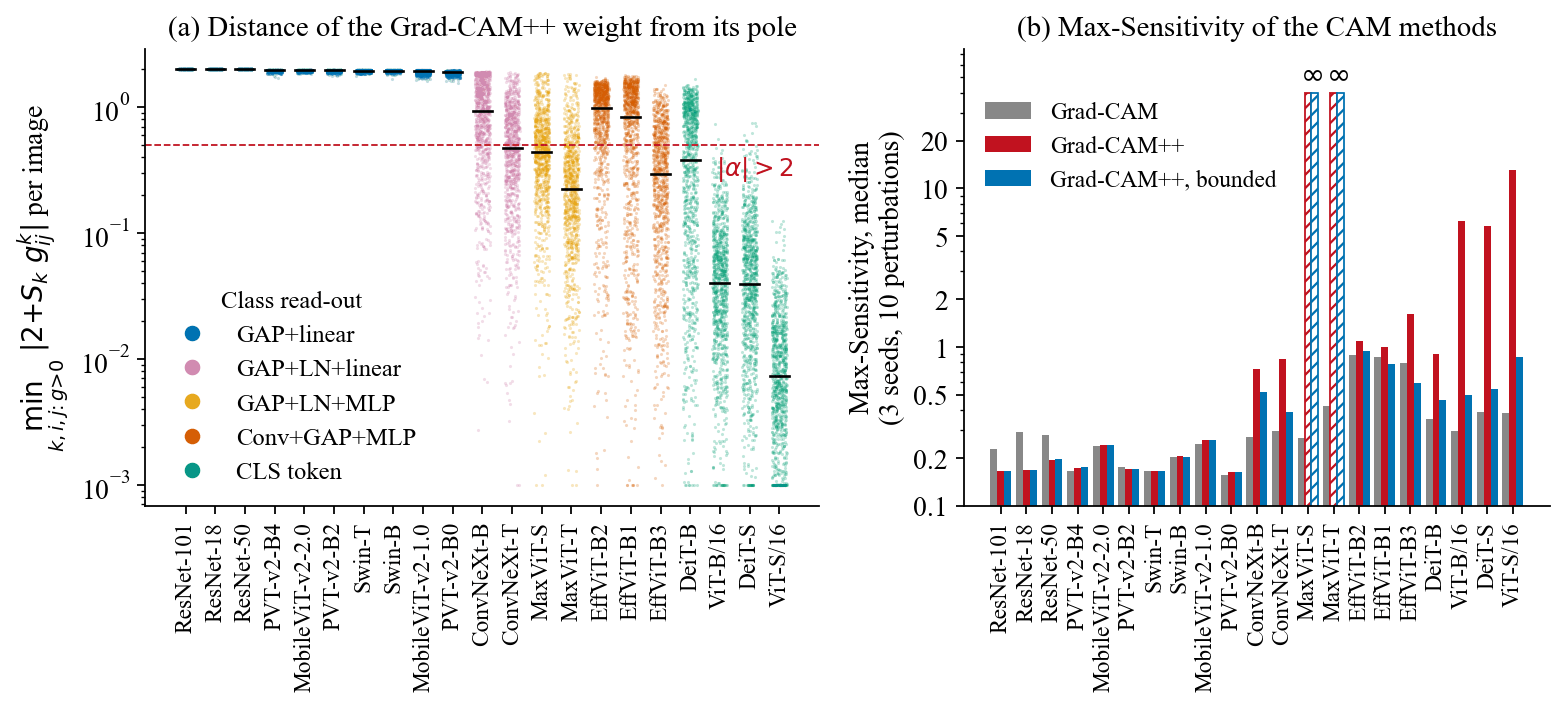 (a) Distance of the Grad-CAM++ weight from its pole
min_{k, i, j: g>0} |2+S_k g_{ij}^k| per image
10^0
10^{-1}
10^{-2}
10^{-3}
|α| > 2
Class read-out
GAP+linear
GAP+LN+linear
GAP+LN+MLP
Conv+GAP+MLP
CLS token
ResNet-101
ResNet-18
ResNet-50
PVT-v2-B4
MobileViT-v2-2.0
PVT-v2-B2
Swin-T
Swin-B
MobileViT-v2-1.0
PVT-v2-B0
ConvNeXt-B
ConvNeXt-T
MaxViT-S
MaxViT-T
EffViT-B2
EffViT-B1
EffViT-B3
DeiT-B
ViT-B/16
DeiT-S
ViT-S/16
(b) Max-Sensitivity of the CAM methods
Max-Sensitivity, median
(3 seeds, 10 perturbations)
20
10
5
2
1
0.5
0.2
0.1
∞ ∞
Grad-CAM
Grad-CAM++
Grad-CAM++, bounded
ResNet-101
ResNet-18
ResNet-50
PVT-v2-B4
MobileViT-v2-2.0
PVT-v2-B2
Swin-T
Swin-B
MobileViT-v2-1.0
PVT-v2-B0
ConvNeXt-B
ConvNeXt-T
MaxViT-S
MaxViT-T
EffViT-B2
EffViT-B1
EffViT-B3
DeiT-B
ViT-B/16
DeiT-S
ViT-S/16